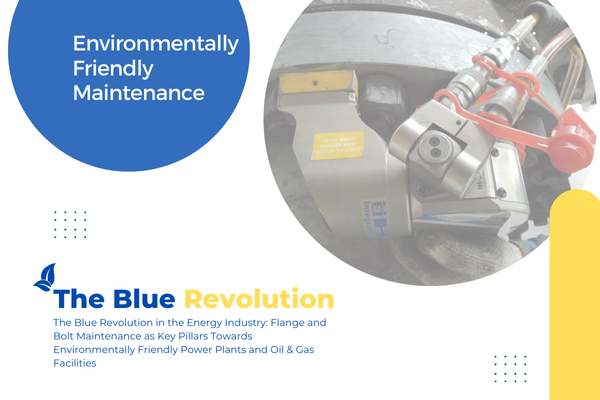 Environmentally
Friendly
Maintenance
The Blue Revolution
The Blue Revolution in the Energy Industry: Flange and
Bolt Maintenance as Key Pillars Towards
Environmentally Friendly Power Plants and Oil & Gas
Facilities